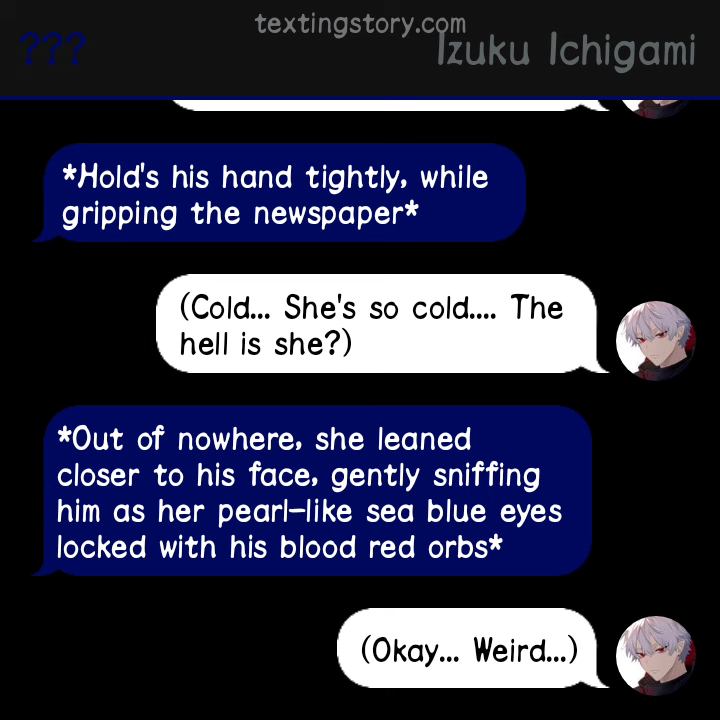 textingstory.com
???
Izuku Ichigami
*Hold's his hand tightly, while
gripping the newspaper*
(Cold... She's so cold.... The
hell is she?)
*Out of nowhere, she leaned
closer to his face, gently sniffing
him as her pearl-like sea blue eyes
locked with his blood red orbs*
(Okay... Weird...)